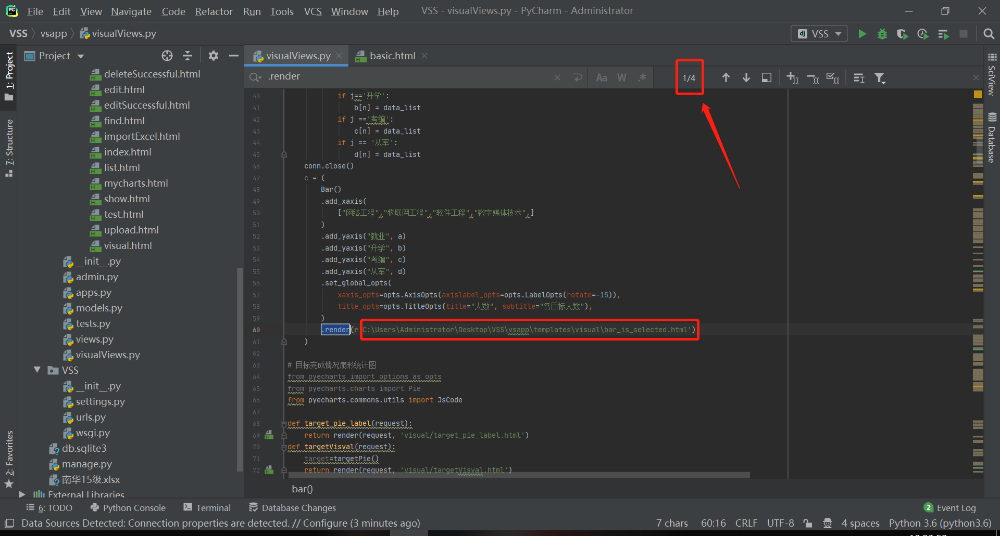 File Edit View Navigate Code Refactor Run Tools VCS Window Help VSS - visualViews.py - PyCharm - Administrator
VSS vsapp visualViews.py VSS
1: Project
7: Structure
2: Favorites
Project
deleteSuccessful.html
edit.html
editSuccessful.html
find.html
importExcel.html
index.html
list.html
mycharts.html
show.html
test.html
upload.html
visual.html
__init__.py
admin.py
apps.py
models.py
tests.py
views.py
visualViews.py
VSS
__init__.py
settings.py
urls.py
wsgi.py
db.sqlite3
manage.py
南华15级.xlsx
External Libraries
visualViews.py basic.html
.render Aa W .* 1/4
40 if j=='升学':
41 b[n] = data_list
42 if j =='考编':
43 c[n] = data_list
44 if j == '从军':
45 d[n] = data_list
46 conn.close()
47 c = (
48 Bar()
49 .add_xaxis(
50 ["网络工程","物联网工程","软件工程","数字媒体技术",]
51 )
52 .add_yaxis("就业", a)
53 .add_yaxis("升学", b)
54 .add_yaxis("考编", c)
55 .add_yaxis("从军", d)
56 .set_global_opts(
57 xaxis_opts=opts.AxisOpts(axislabel_opts=opts.LabelOpts(rotate=-15)),
58 title_opts=opts.TitleOpts(title="人数", subtitle="各目标人数"),
59 )
60 .render(r C:\Users\Administrator\Desktop\VSS\vsapp\templates\visual\bar_is_selected.html')
61 )
62
63 # 目标完成情况扇形统计图
64 from pyecharts import options as opts
65 from pyecharts.charts import Pie
66 from pyecharts.commons.utils import JsCode
67
68 def target_pie_label(request):
69 return render(request, 'visual/target_pie_label.html')
70 def targetVisval(request):
71 target=targetPie()
72 return render(request, 'visual/targetVisval.html')
bar()
SciView
Database
6: TODO Python Console Terminal Database Changes 2 Event Log
Data Sources Detected: Connection properties are detected. // Configure (3 minutes ago) 7 chars 60:16 CRLF UTF-8 4 spaces Python 3.6 (python3.6)